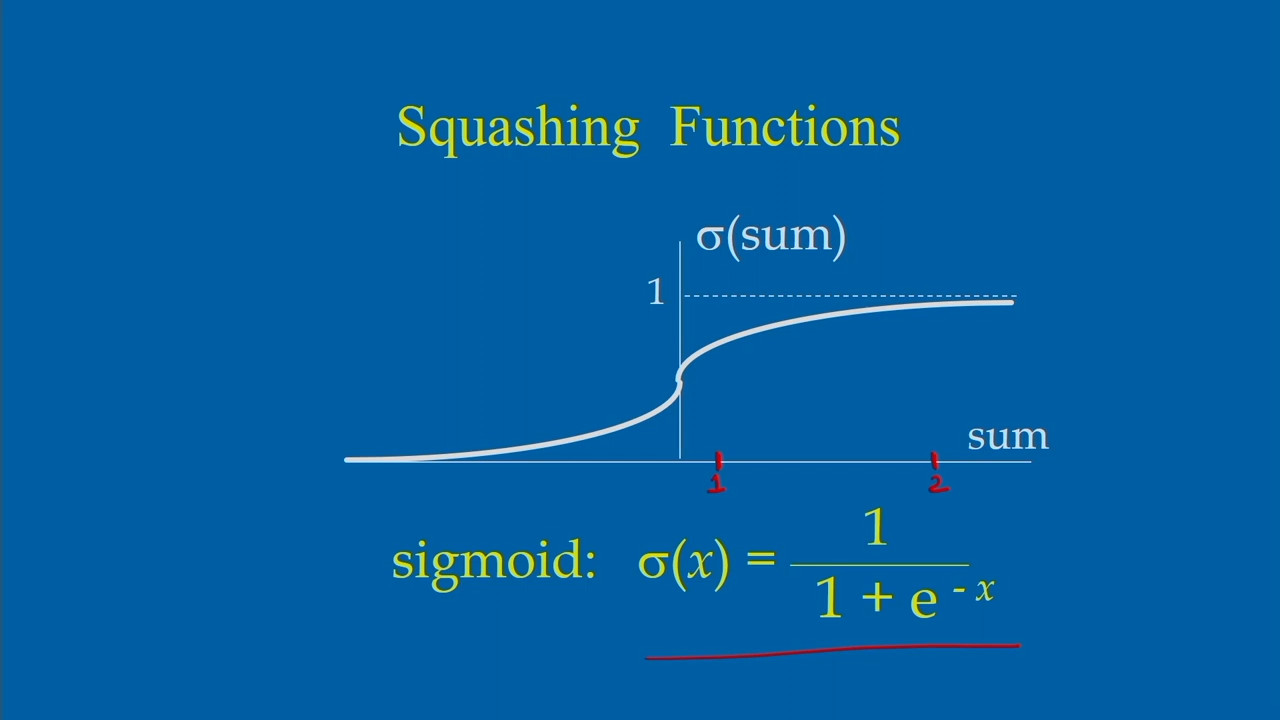 Squashing Functions
σ(sum)
1
sum
1 2
sigmoid: σ(x) = 1 / 1 + e - x